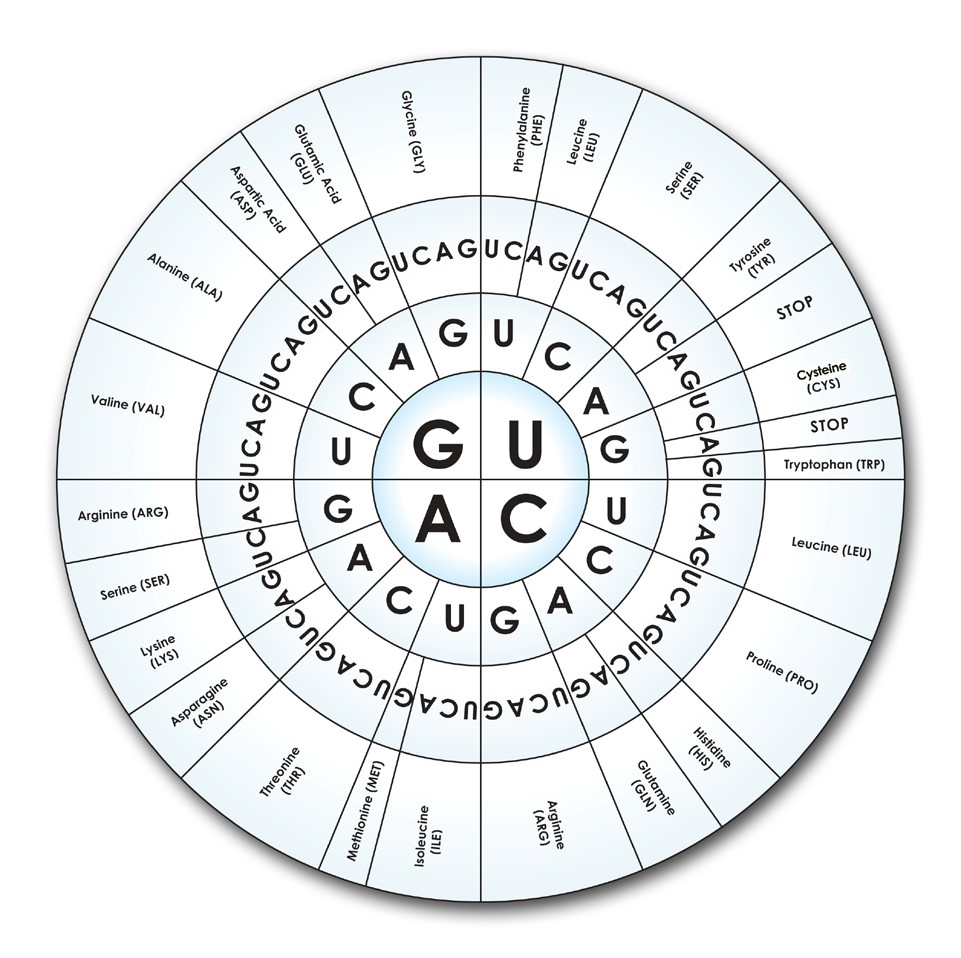 G U
A C
U C A G
U C A G
U C A G
U C A G
UCAGUCAGUCAGUCAG
UCAGUCAGUCAGUCAG
UCAGUCAGUCAGUCAG
UCAGUCAGUCAGUCAG
Phenylalanine
(PHE)
Leucine
(LEU)
Serine
(SER)
Tyrosine
(TYR)
STOP
Cysteine
(CYS)
STOP
Tryptophan (TRP)
Leucine (LEU)
Proline (PRO)
Histidine
(HIS)
Glutamine
(GLN)
Arginine
(ARG)
Isoleucine
(ILE)
Methionine (MET)
Threonine
(THR)
Asparagine
(ASN)
Lysine
(LYS)
Serine (SER)
Arginine (ARG)
Valine (VAL)
Alanine (ALA)
Aspartic Acid
(ASP)
Glutamic Acid
(GLU)
Glycine (GLY)